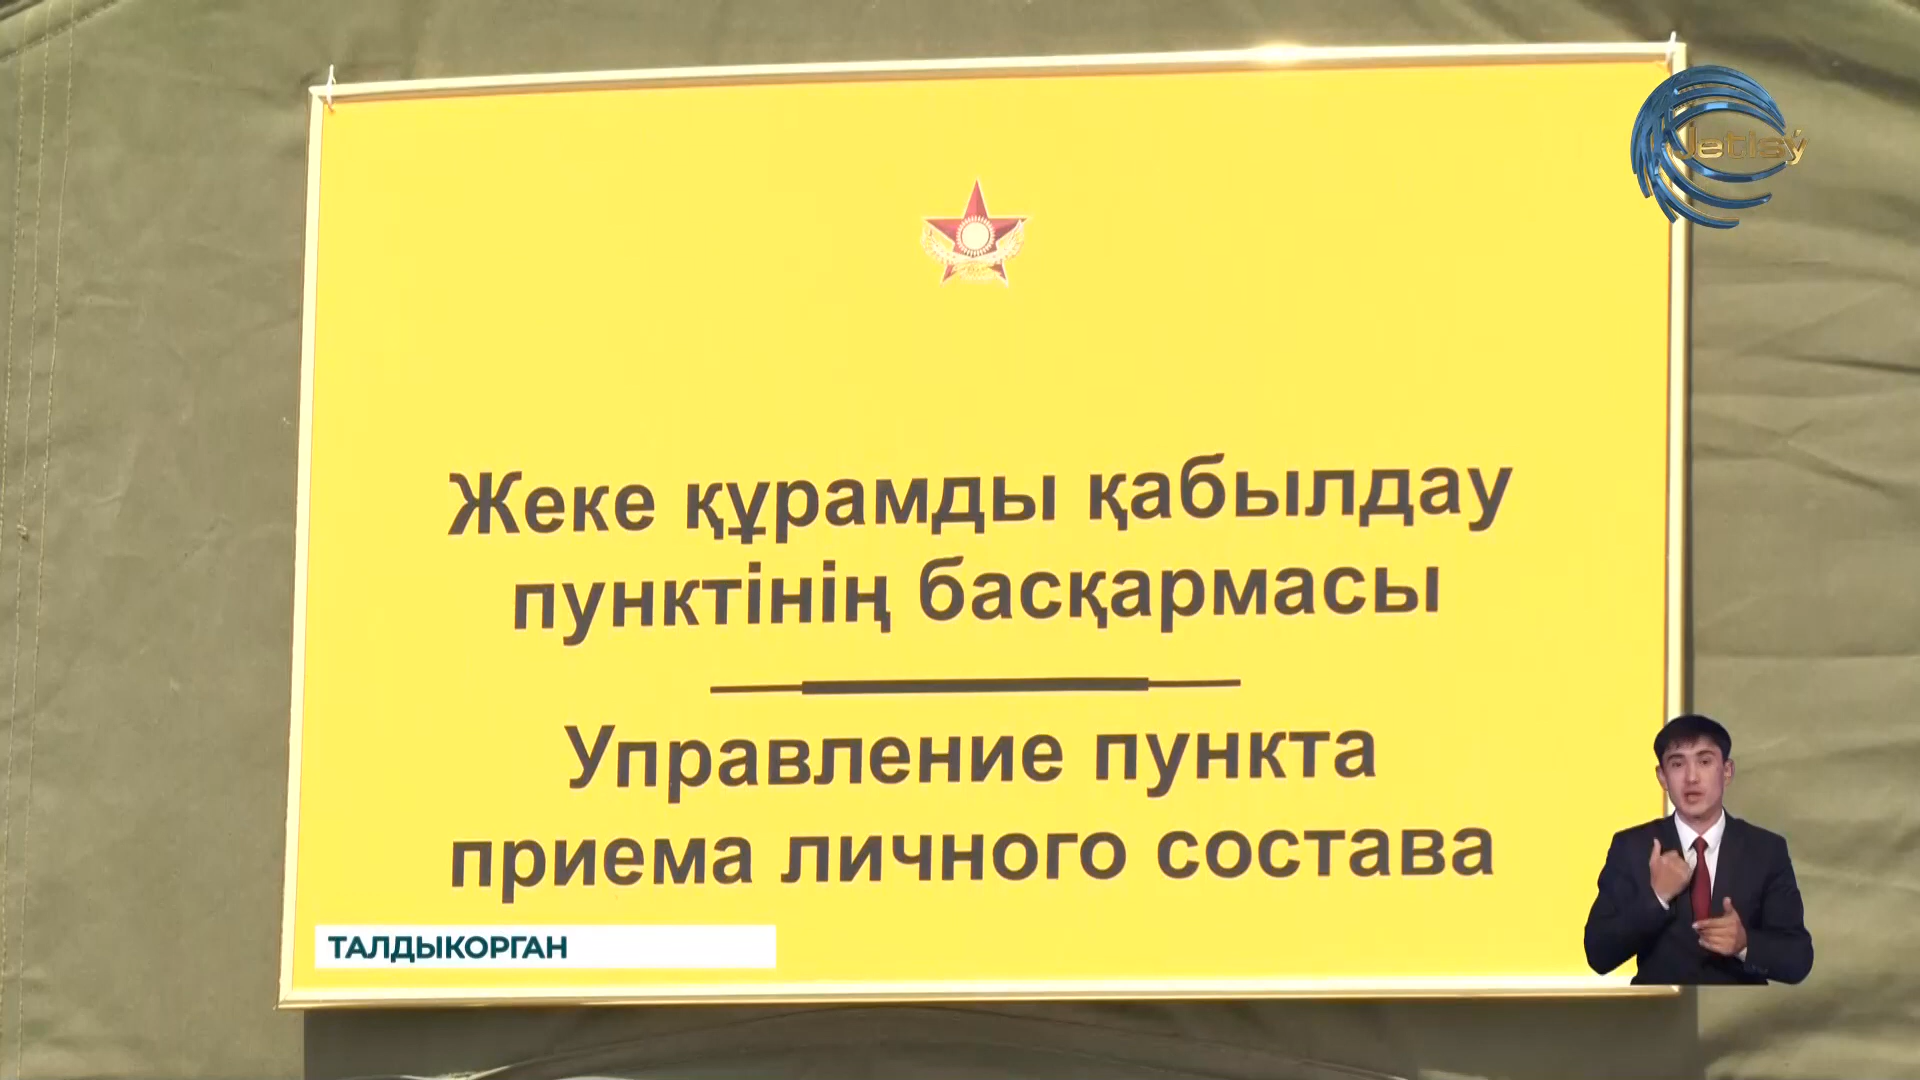 Jetisý
Жеке құрамды қабылдау
пунктінің басқармасы
Управление пункта
приема личного состава
ТАЛДЫКОРГАН